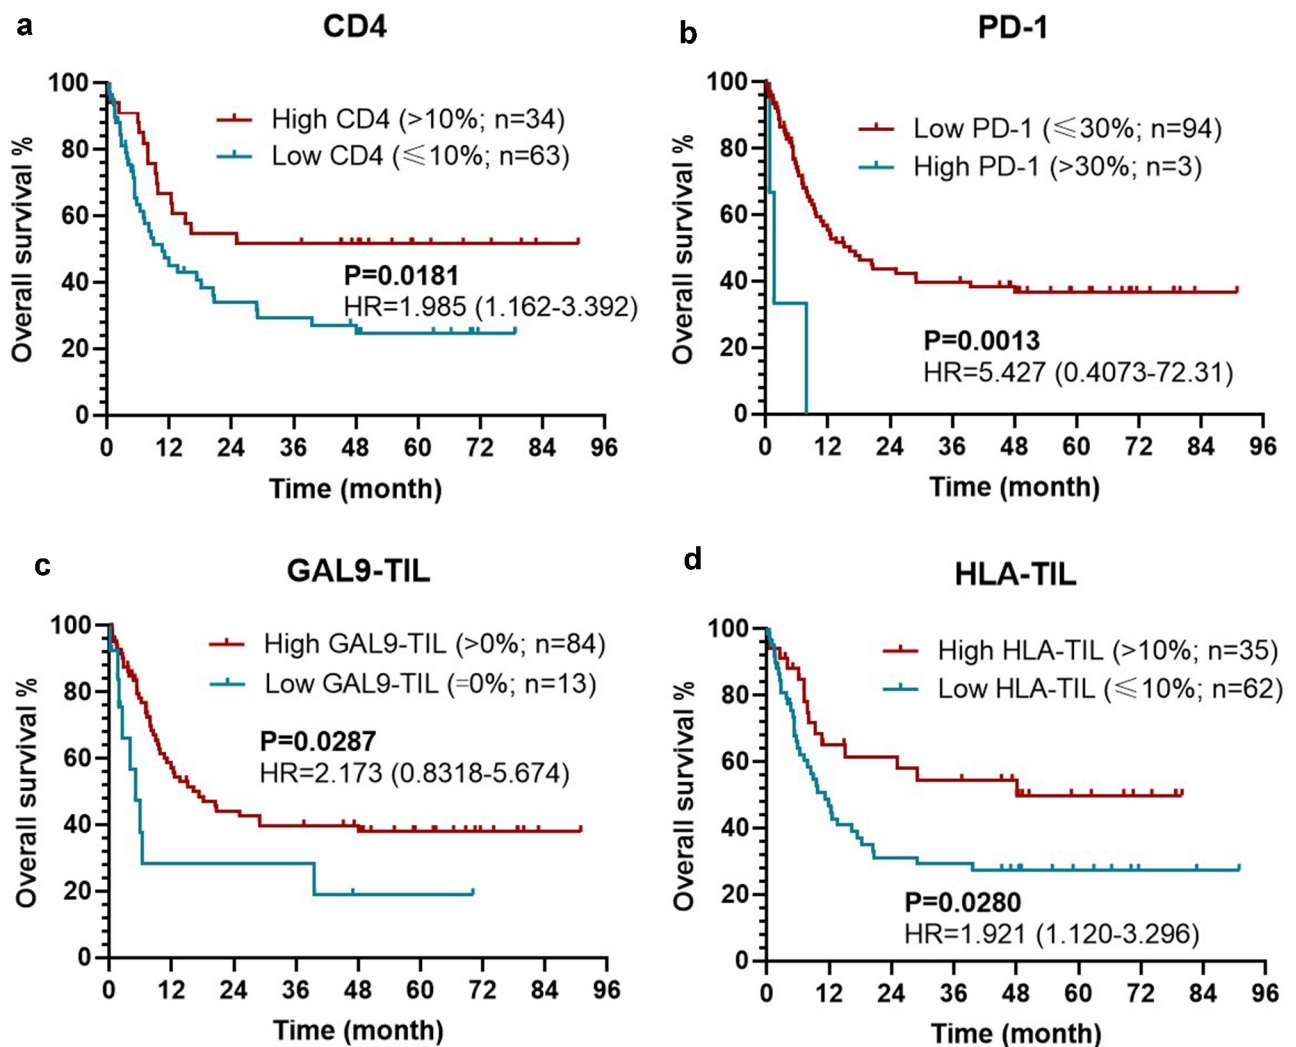 a
CD4
100
80
60
40
20
0
Overall survival %
High CD4 (>10%; n=34)
Low CD4 (≤10%; n=63)
P=0.0181
HR=1.985 (1.162-3.392)
0 12 24 36 48 60 72 84 96
Time (month)
b
PD-1
100
80
60
40
20
0
Overall survival %
Low PD-1 (≤30%; n=94)
High PD-1 (>30%; n=3)
P=0.0013
HR=5.427 (0.4073-72.31)
0 12 24 36 48 60 72 84 96
Time (month)
c
GAL9-TIL
100
80
60
40
20
0
Overall survival %
High GAL9-TIL (>0%; n=84)
Low GAL9-TIL (=0%; n=13)
P=0.0287
HR=2.173 (0.8318-5.674)
0 12 24 36 48 60 72 84 96
Time (month)
d
HLA-TIL
100
80
60
40
20
0
Overall survival %
High HLA-TIL (>10%; n=35)
Low HLA-TIL (≤10%; n=62)
P=0.0280
HR=1.921 (1.120-3.296)
0 12 24 36 48 60 72 84 96
Time (month)